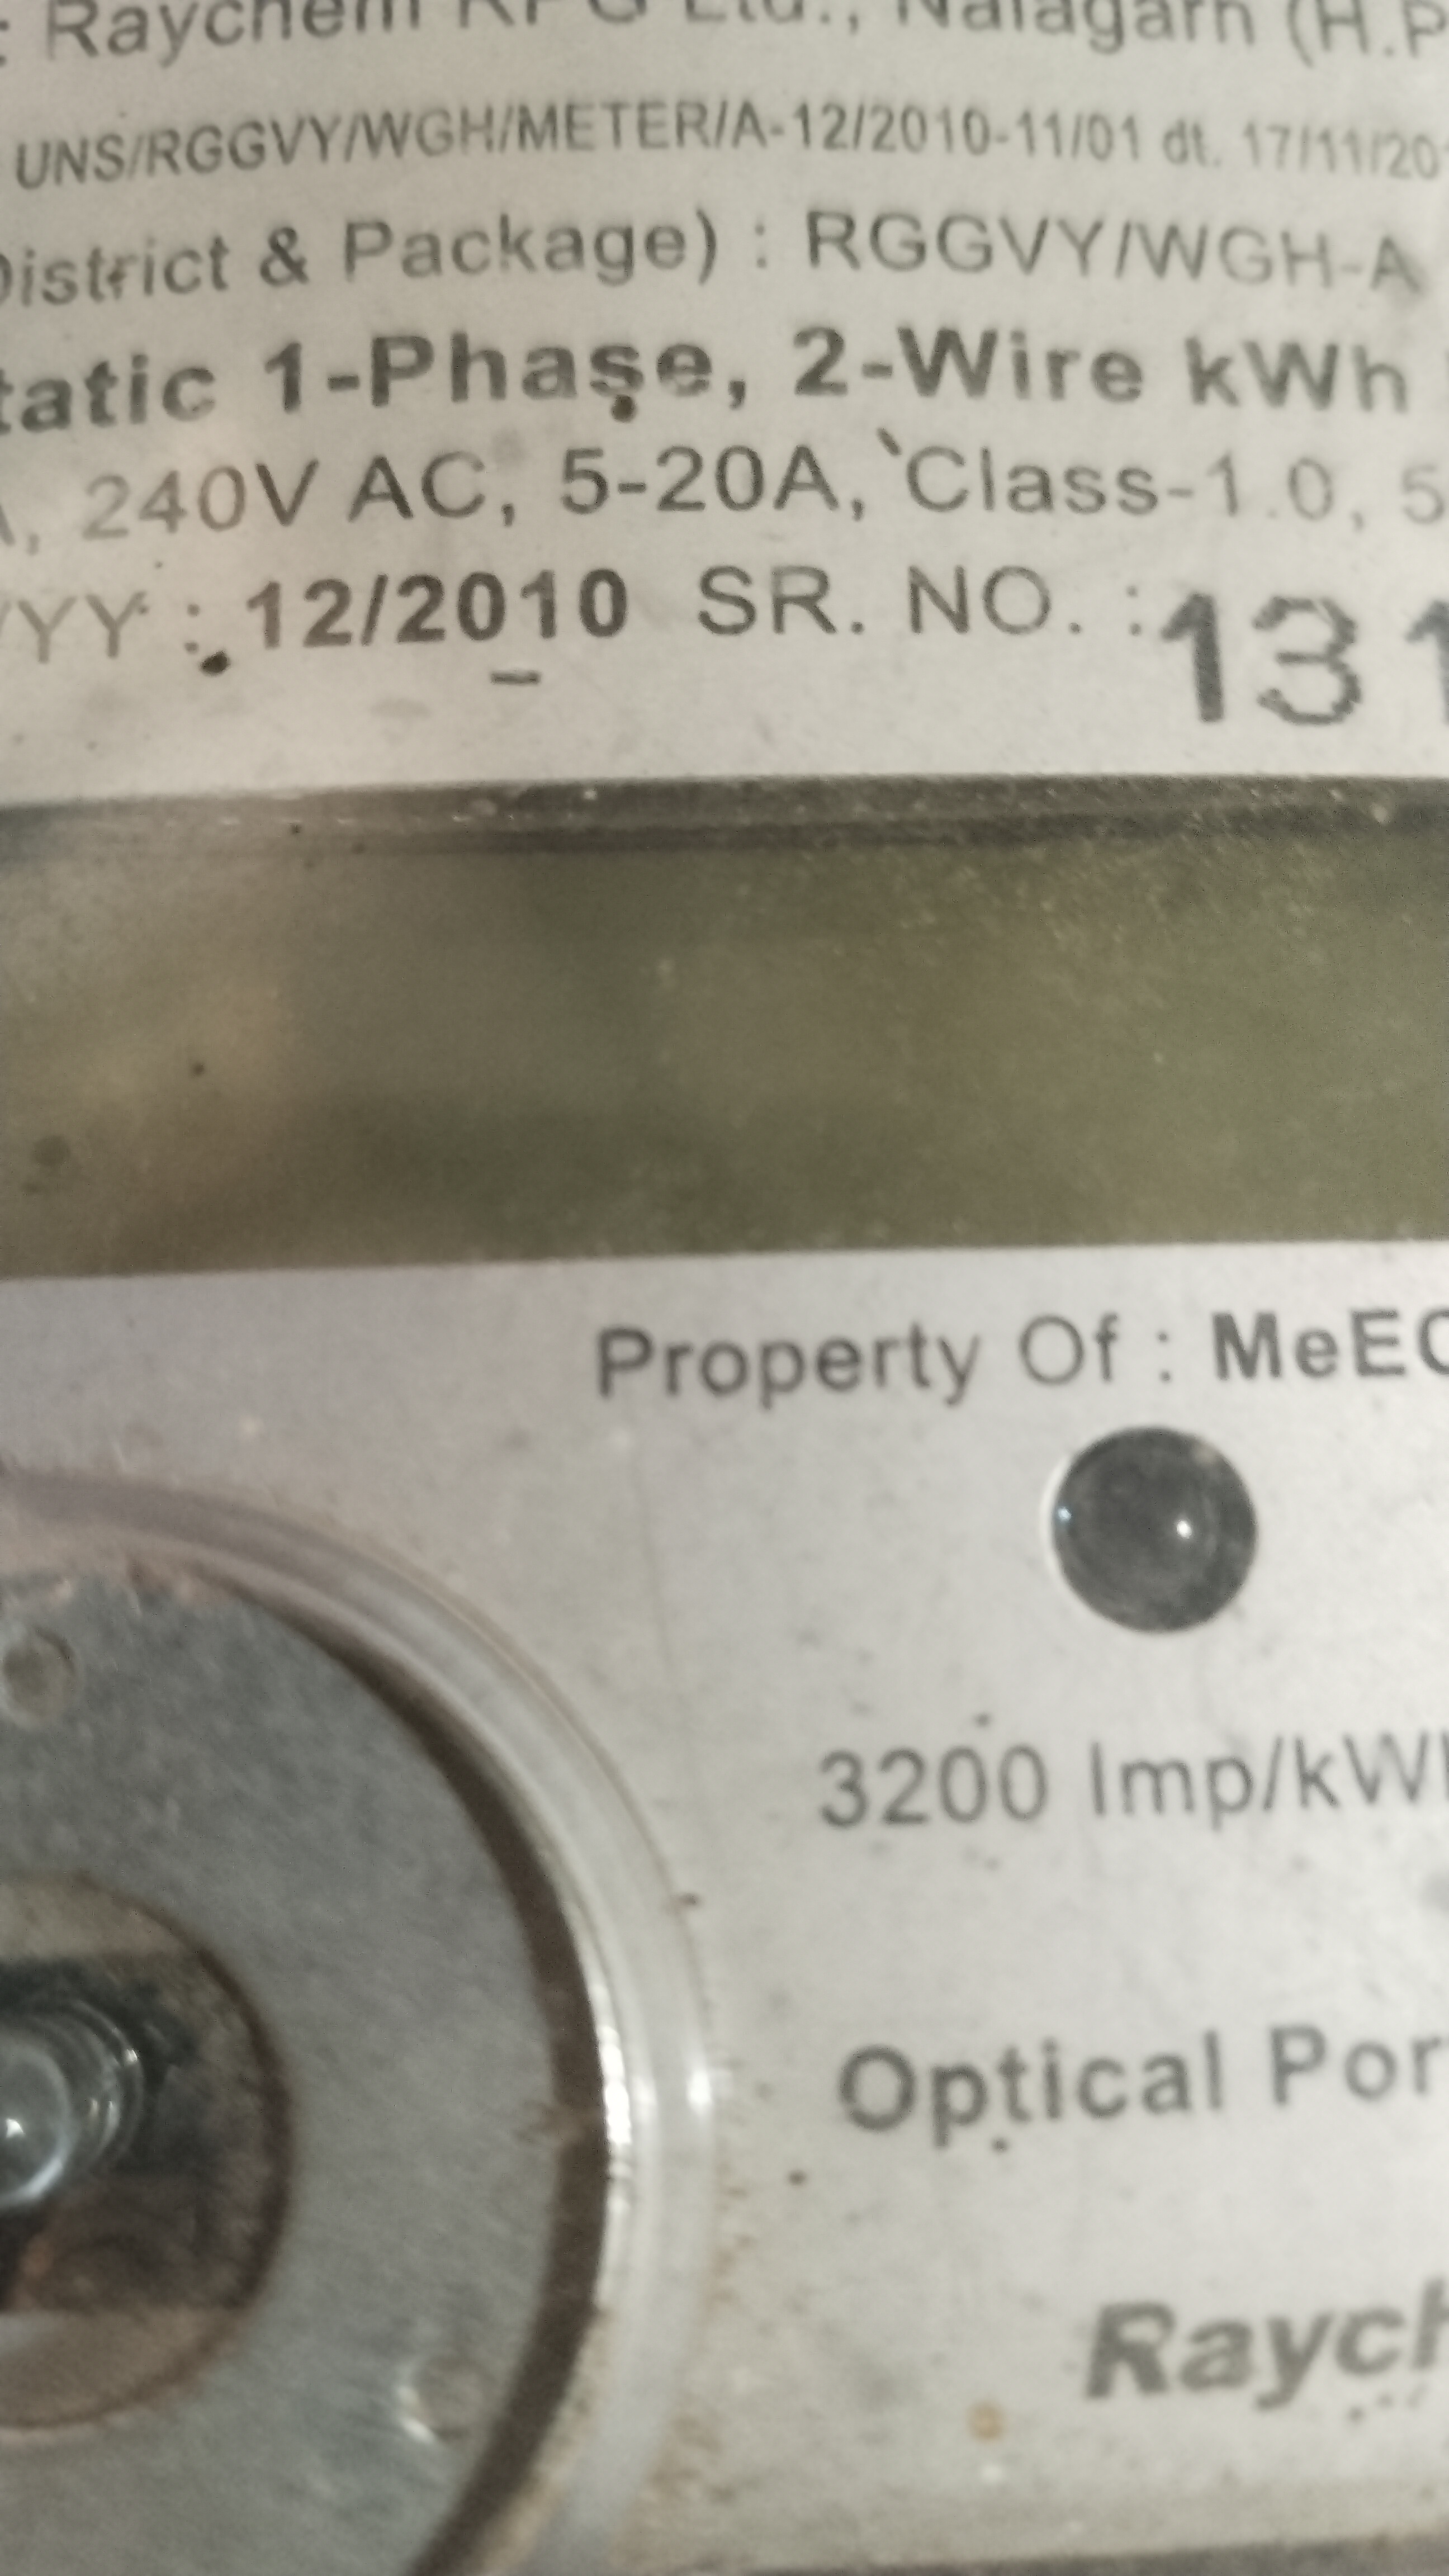 : Raychem RPG Ltd., Nalagarh (H.P
UNS/RGGVY/WGH/METER/A-12/2010-11/01 dt. 17/11/201
District & Package) : RGGVY/WGH-A
tatic 1-Phase, 2-Wire kWh
, 240V AC, 5-20A, Class-1.0, 5
YY : 12/2010 SR. NO. : 131
Property Of : MeEC
3200 Imp/kWh
Optical Por
Raych